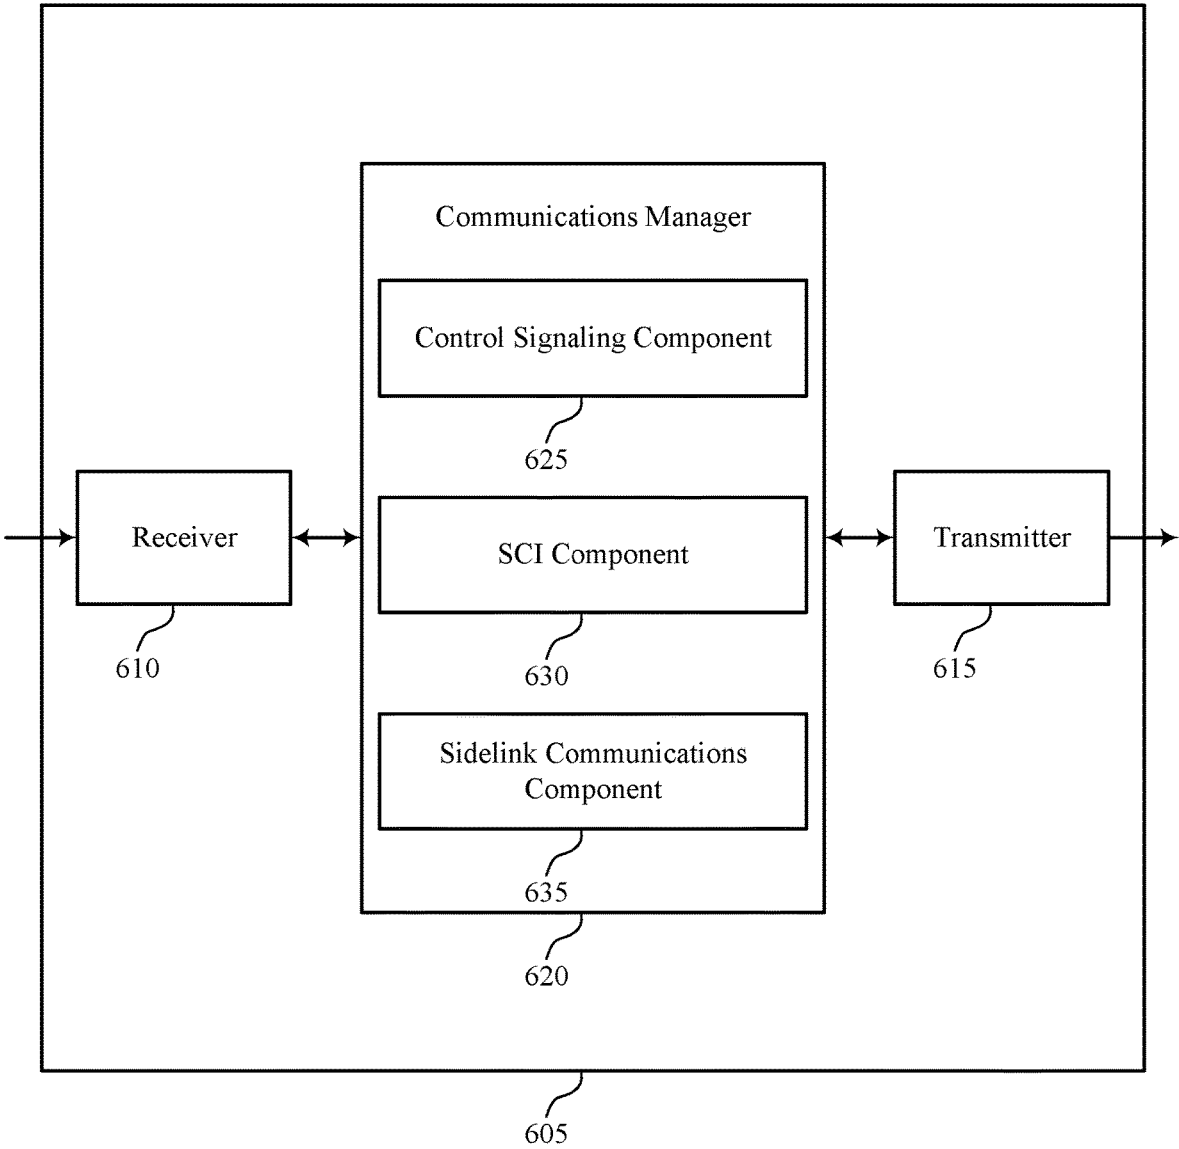 Communications Manager
Control Signaling Component
625
Receiver
610
SCI Component
630
Transmitter
615
Sidelink Communications
Component
635
620
605